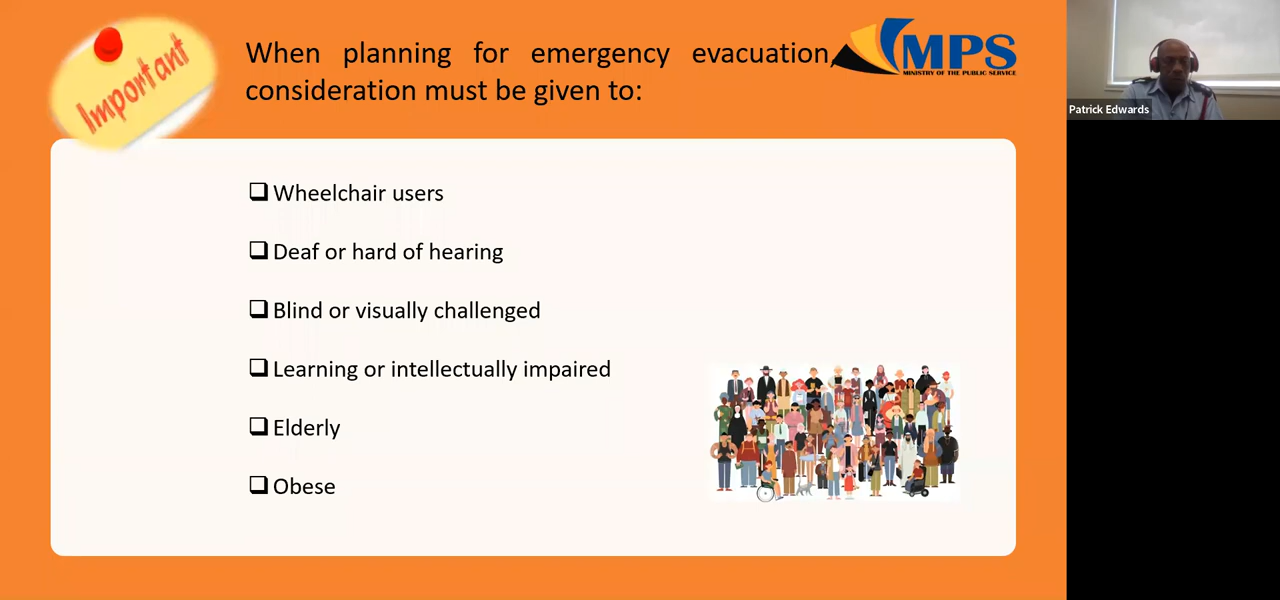 Important
When planning for emergency evacuation,
consideration must be given to:
MPS
MINISTRY OF THE PUBLIC SERVICE
Patrick Edwards
Wheelchair users
Deaf or hard of hearing
Blind or visually challenged
Learning or intellectually impaired
Elderly
Obese